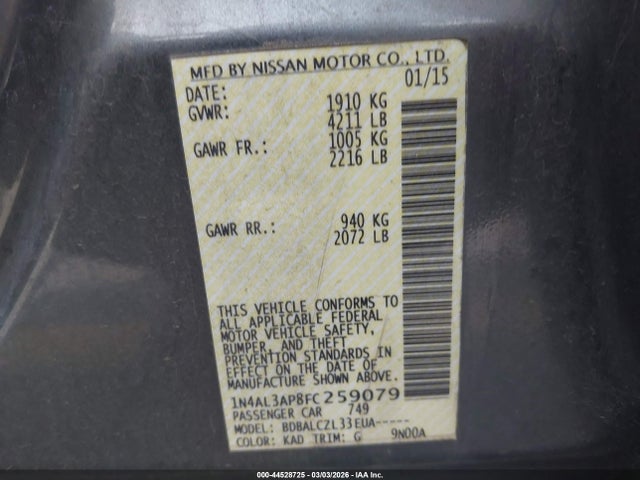 MFD BY NISSAN MOTOR CO., LTD.
DATE: 01/15
GVWR: 1910 KG
4211 LB
GAWR FR.: 1005 KG
2216 LB
GAWR RR.: 940 KG
2072 LB
THIS VEHICLE CONFORMS TO
ALL APPLICABLE FEDERAL
MOTOR VEHICLE SAFETY,
BUMPER, AND THEFT
PREVENTION STANDARDS IN
EFFECT ON THE DATE OF
MANUFACTURE SHOWN ABOVE.
1N4AL3AP8FC259079
PASSENGER CAR 749
MODEL: BDBALCZL33EUA-----
COLOR: KAD TRIM: G 9N00A
000-44528725 - 03/03/2026 - IAA Inc.